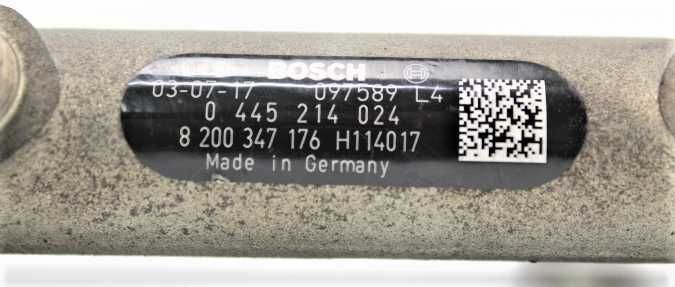 BOSCH
03-07-17 097589 L4
0 445 214 024
8 200 347 176 H114017
Made in Germany